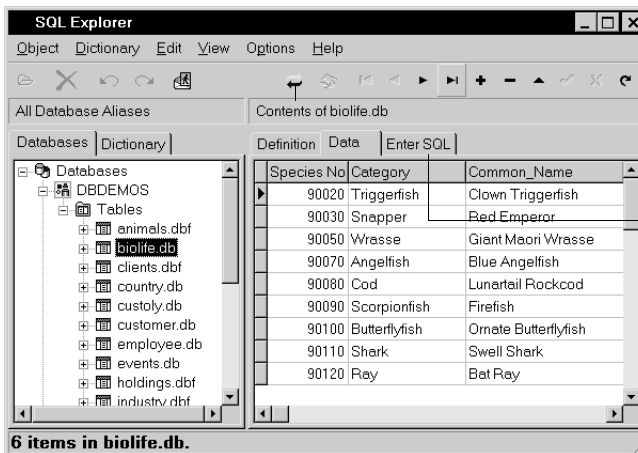 SQL Explorer
Object Dictionary Edit View Options Help
All Database Aliases
Contents of biolife.db
Databases Dictionary
Definition Data Enter SQL
Databases
DBDEMOS
Tables
animals.dbf
biolife.db
clients.dbf
country.db
custoly.db
customer.db
employee.db
events.db
holdings.dbf
industry.dbf
Species No Category Common_Name
90020 Triggerfish Clown Triggerfish
90030 Snapper Red Emperor
90050 Wrasse Giant Maori Wrasse
90070 Angelfish Blue Angelfish
90080 Cod Lunartail Rockcod
90090 Scorpionfish Firefish
90100 Butterflyfish Ornate Butterflyfish
90110 Shark Swell Shark
90120 Ray Bat Ray
6 items in biolife.db.